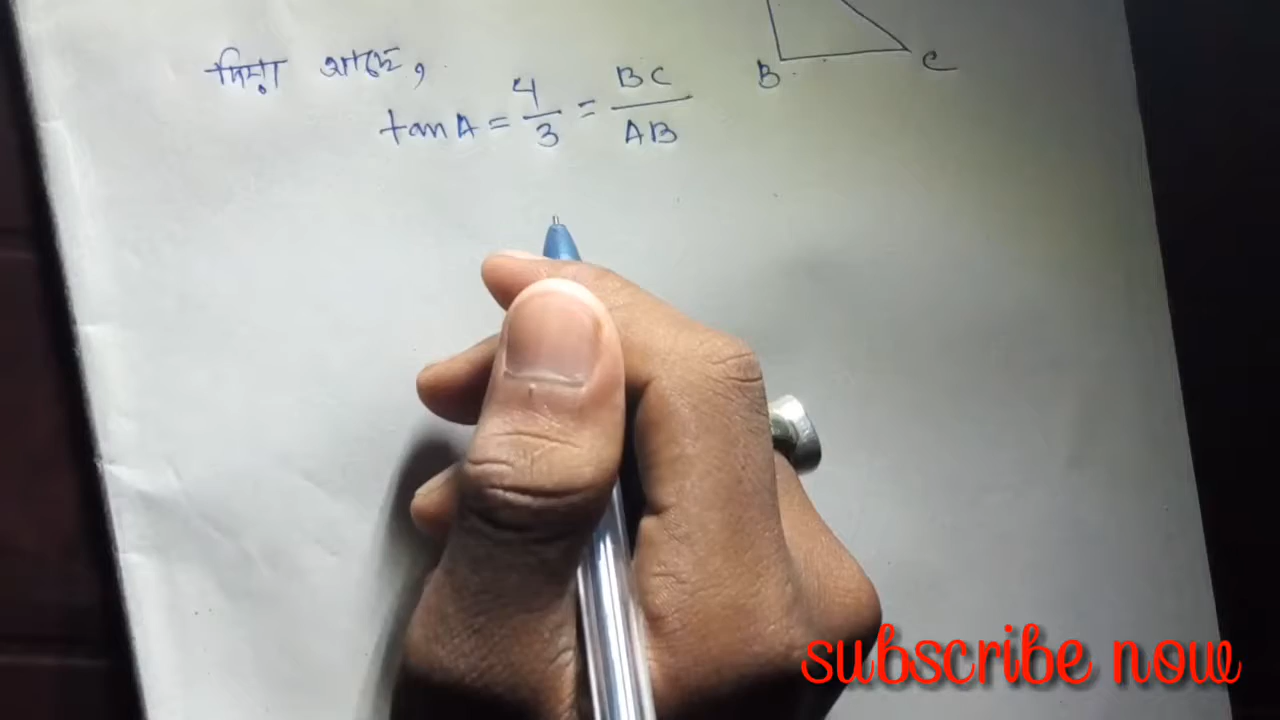 দিয়া আছে,
tan A = 4/3 = BC/AB
B
C
subscribe now